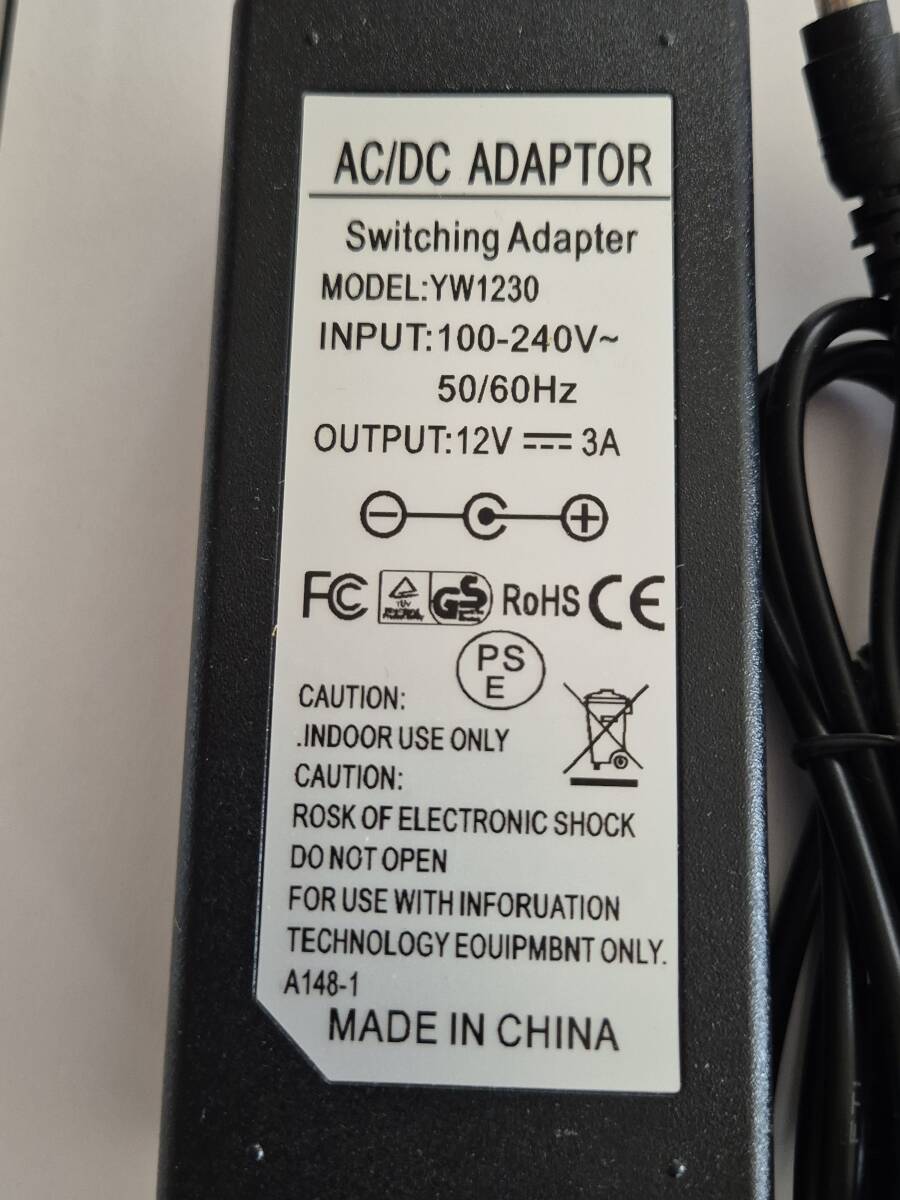 AC/DC ADAPTOR
Switching Adapter
MODEL:YW1230
INPUT:100-240V~
50/60Hz
OUTPUT:12V ⎓ 3A
FC TÜV GS RoHS CE
PS
E
CAUTION:
.INDOOR USE ONLY
CAUTION:
ROSK OF ELECTRONIC SHOCK
DO NOT OPEN
FOR USE WITH INFORUATION
TECHNOLOGY EOUIPMBNT ONLY.
A148-1
MADE IN CHINA